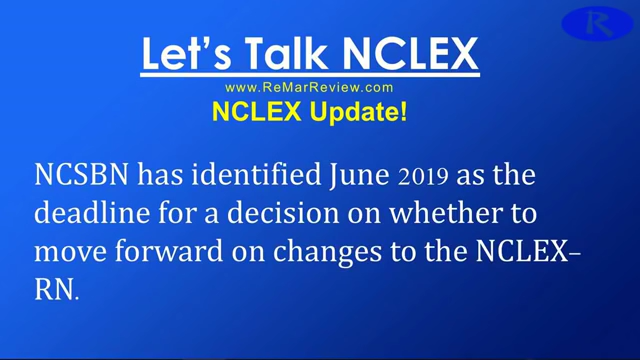 R
Let's Talk NCLEX
www.ReMarReview.com
NCLEX Update!
NCSBN has identified June 2019 as the
deadline for a decision on whether to
move forward on changes to the NCLEX–
RN.